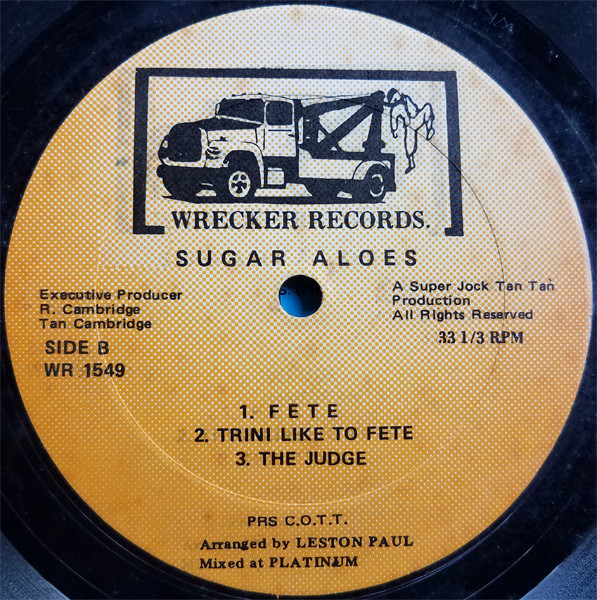 WRECKER RECORDS.
SUGAR ALOES
Executive Producer
R. Cambridge
Tan Cambridge
SIDE B
WR 1549
A Super Jock Tan Tan
Production
All Rights Reserved
33 1/3 RPM
1. FETE
2. TRINI LIKE TO FETE
3. THE JUDGE
PRS C.O.T.T.
Arranged by LESTON PAUL
Mixed at PLATINUM